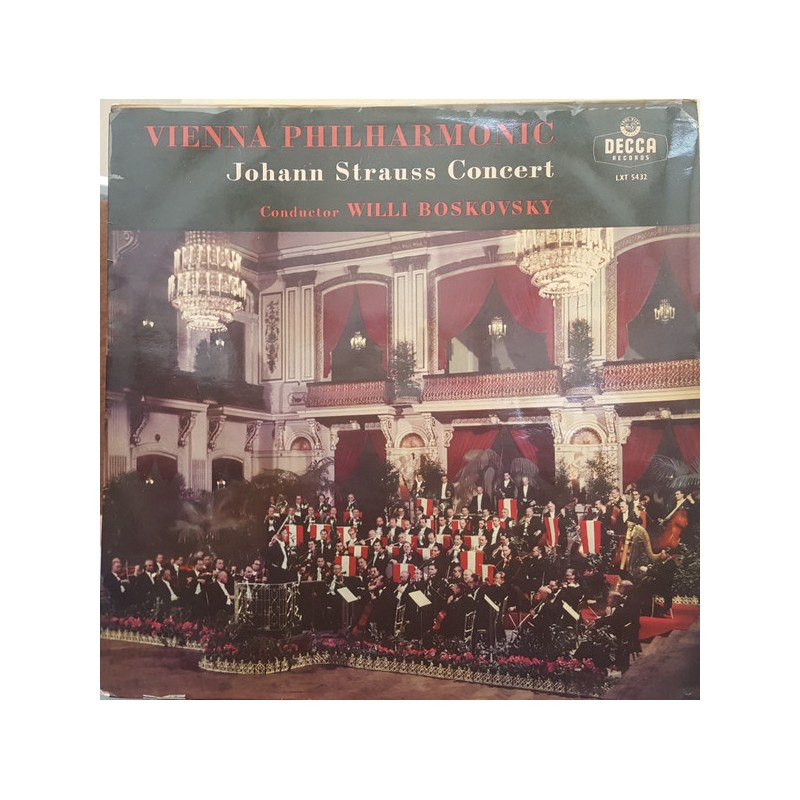 VIENNA PHILHARMONIC
Johann Strauss Concert
Conductor WILLI BOSKOVSKY
DECCA
RECORDS
LXT 5432